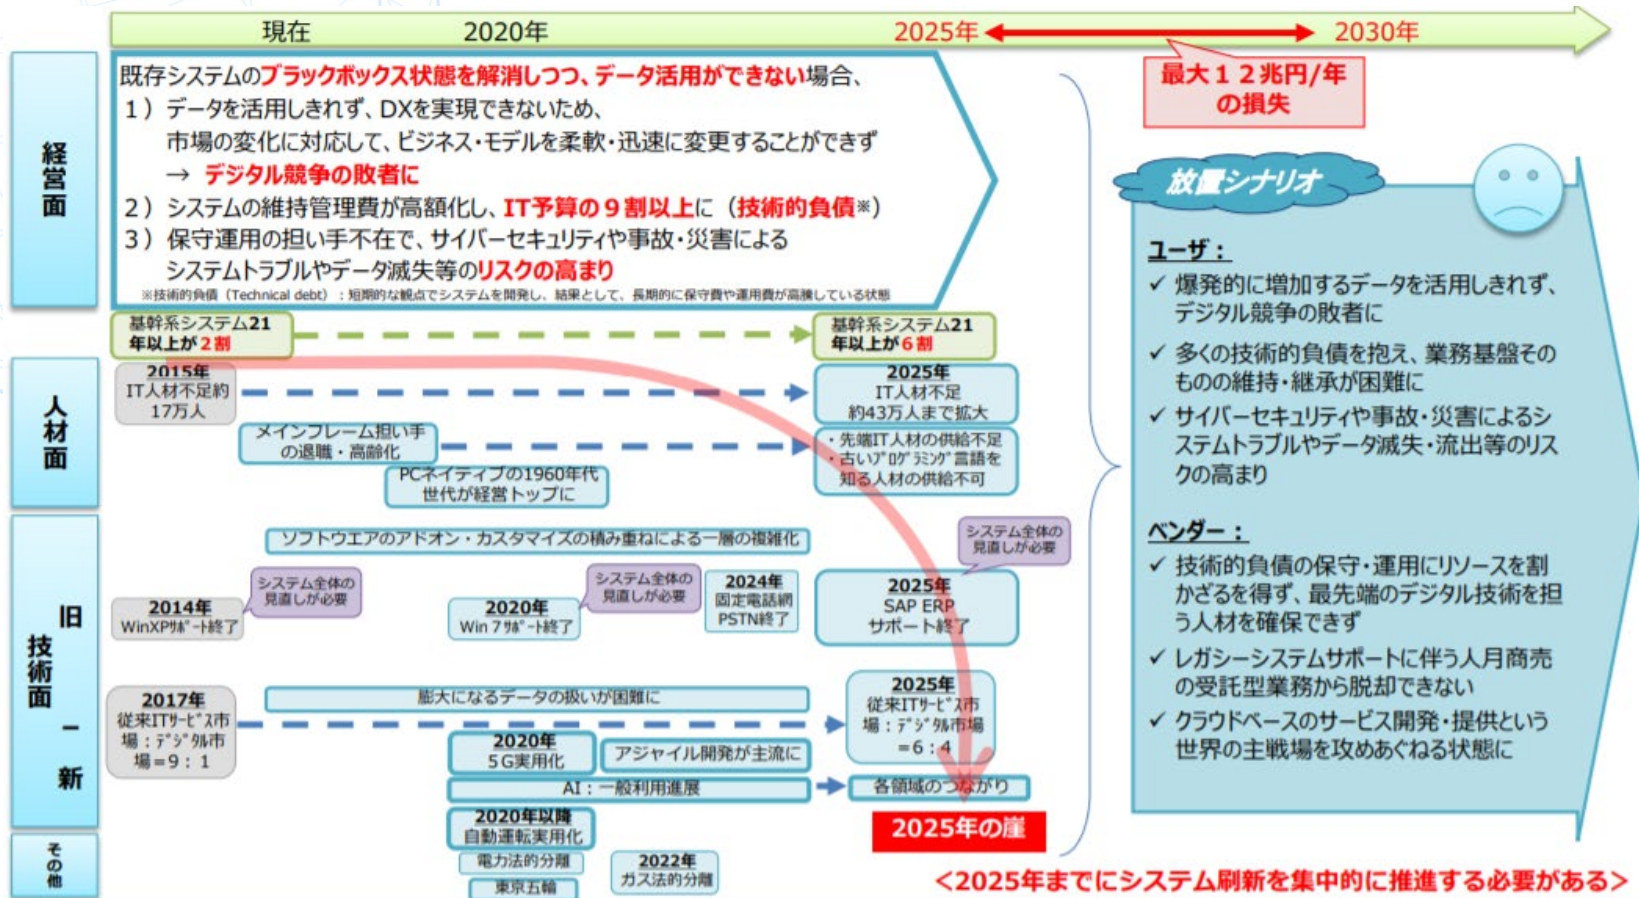 現在
2020年
2025年
2030年
最大１２兆円/年
の損失
経営面
既存システムのブラックボックス状態を解消しつつ、データ活用ができない場合、
１）データを活用しきれず、DXを実現できないため、
市場の変化に対応して、ビジネス・モデルを柔軟・迅速に変更することができず
→ デジタル競争の敗者に
２）システムの維持管理費が高額化し、IT予算の９割以上に（技術的負債※）
３）保守運用の担い手不在で、サイバーセキュリティや事故・災害による
システムトラブルやデータ滅失等のリスクの高まり
※技術的負債（Technical debt）：短期的な観点でシステムを開発し、結果として、長期的に保守費や運用費が高騰している状態
基幹系システム21
年以上が２割
基幹系システム21
年以上が６割
人材面
2015年
IT人材不足約
17万人
2025年
IT人材不足
約43万人まで拡大
メインフレーム担い手
の退職・高齢化
・先端IT人材の供給不足
・古いﾌﾟﾛｸﾞﾗﾐﾝｸﾞ言語を
知る人材の供給不可
PCネイティブの1960年代
世代が経営トップに
技術面
旧
ー
新
ソフトウエアのアドオン・カスタマイズの積み重ねによる一層の複雑化
システム全体の
見直しが必要
システム全体の
見直しが必要
システム全体の
見直しが必要
2014年
WinXPｻﾎﾟｰﾄ終了
2020年
Win７ｻﾎﾟｰﾄ終了
2024年
固定電話網
PSTN終了
2025年
SAP ERP
サポート終了
2017年
従来ITｻｰﾋﾞｽ市
場：ﾃﾞｼﾞﾀﾙ市
場＝9：1
膨大になるデータの扱いが困難に
2025年
従来ITｻｰﾋﾞｽ市
場：ﾃﾞｼﾞﾀﾙ市場
＝6：4
2020年
５G実用化
アジャイル開発が主流に
AI：一般利用進展
各領域のつながり
2020年以降
自動運転実用化
2025年の崖
その他
電力法的分離
2022年
ガス法的分離
東京五輪
放置シナリオ
ユーザ：
✓ 爆発的に増加するデータを活用しきれず、
デジタル競争の敗者に
✓ 多くの技術的負債を抱え、業務基盤その
ものの維持・継承が困難に
✓ サイバーセキュリティや事故・災害によるシ
ステムトラブルやデータ滅失・流出等のリス
クの高まり
ベンダー：
✓ 技術的負債の保守・運用にリソースを割
かざるを得ず、最先端のデジタル技術を担
う人材を確保できず
✓ レガシーシステムサポートに伴う人月商売
の受託型業務から脱却できない
✓ クラウドベースのサービス開発・提供という
世界の主戦場を攻めあぐねる状態に
＜2025年までにシステム刷新を集中的に推進する必要がある＞